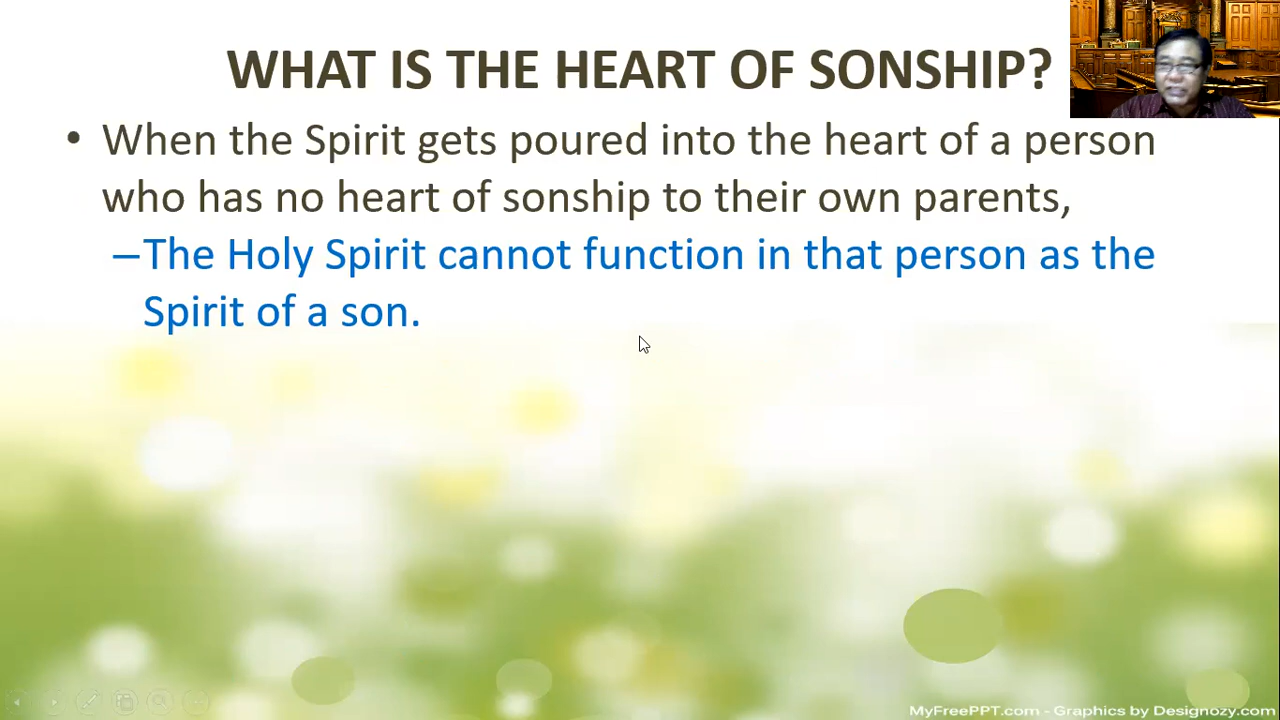 WHAT IS THE HEART OF SONSHIP?
• When the Spirit gets poured into the heart of a person
who has no heart of sonship to their own parents,
–The Holy Spirit cannot function in that person as the
Spirit of a son.
MyFreePPT.com - Graphics by Designozy.com